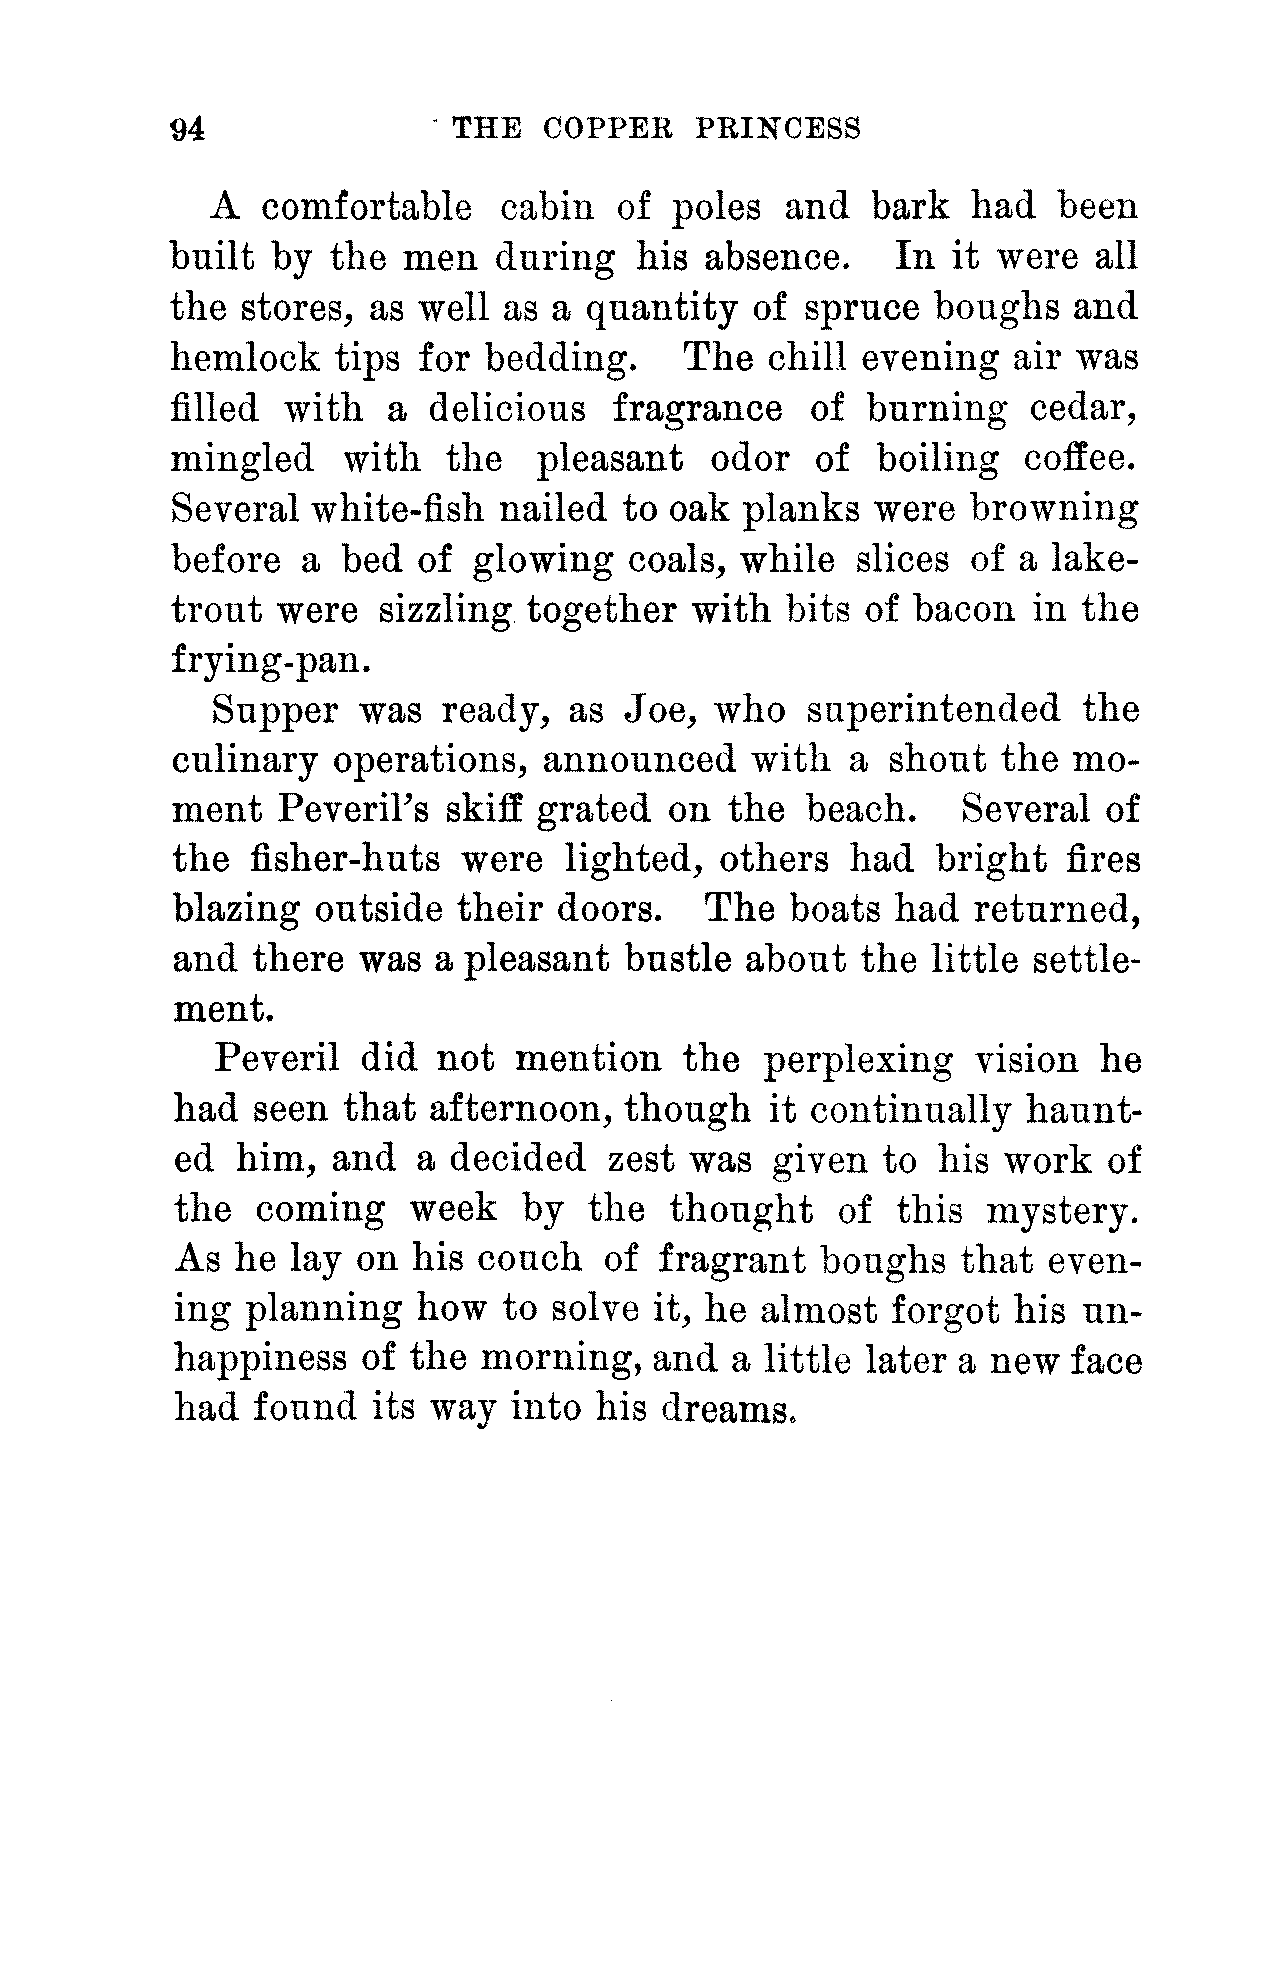 94 THE COPPER PRINCESS
A comfortable cabin of poles and bark had been
built by the men during his absence. In it were all
the stores, as well as a quantity of spruce boughs and
hemlock tips for bedding. The chill evening air was
filled with a delicious fragrance of burning cedar,
mingled with the pleasant odor of boiling coffee.
Several white-fish nailed to oak planks were browning
before a bed of glowing coals, while slices of a lake-
trout were sizzling together with bits of bacon in the
frying-pan.
Supper was ready, as Joe, who superintended the
culinary operations, announced with a shout the mo-
ment Peveril's skiff grated on the beach. Several of
the fisher-huts were lighted, others had bright fires
blazing outside their doors. The boats had returned,
and there was a pleasant bustle about the little settle-
ment.
Peveril did not mention the perplexing vision he
had seen that afternoon, though it continually haunt-
ed him, and a decided zest was given to his work of
the coming week by the thought of this mystery.
As he lay on his couch of fragrant boughs that even-
ing planning how to solve it, he almost forgot his un-
happiness of the morning, and a little later a new face
had found its way into his dreams.